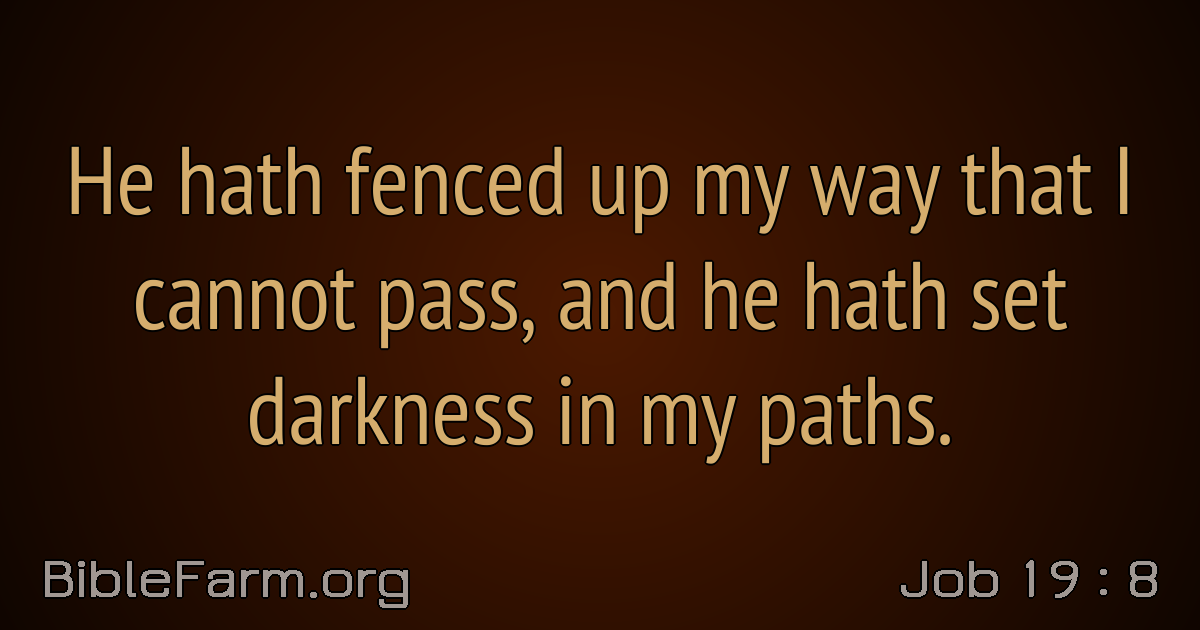 He hath fenced up my way that I
cannot pass, and he hath set
darkness in my paths.
BibleFarm.org
Job 19 : 8